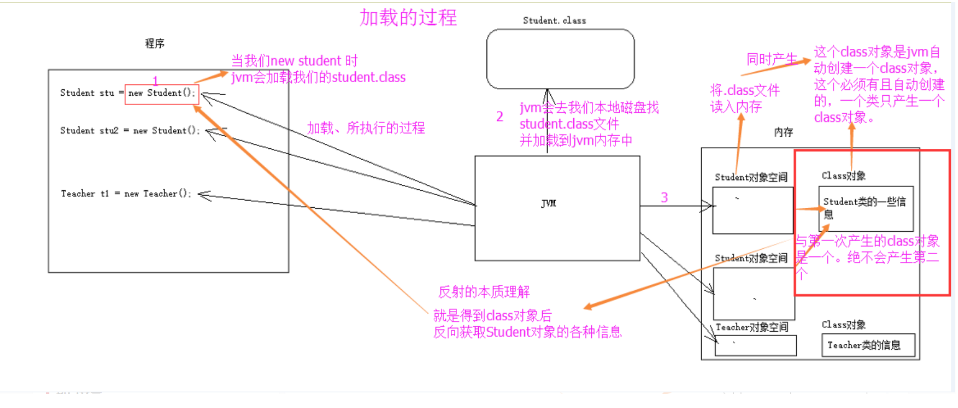 加载的过程
Student.class
程序
当我们new student 时
jvm会加载我们的student.class
1
Student stu = new Student();
Student stu2 = new Student();
加载、所执行的过程
Teacher t1 = new Teacher();
2
jvm会去我们本地磁盘找
student.class文件
并加载到jvm内存中
JVM
3
同时产生
将.class文件
读入内存
这个class对象是jvm自
动创建一个class对象，
这个必须有且自动创建
的，一个类只产生一个
class对象。
内存
Student对象空间
Class对象
Student类的一些信
息
与第一次产生的class对象
是一个。绝不会产生第二
个
Student对象空间
Teacher对象空间
Class对象
Teacher类的信息
反射的本质理解
就是得到class对象后
反向获取Student对象的各种信息